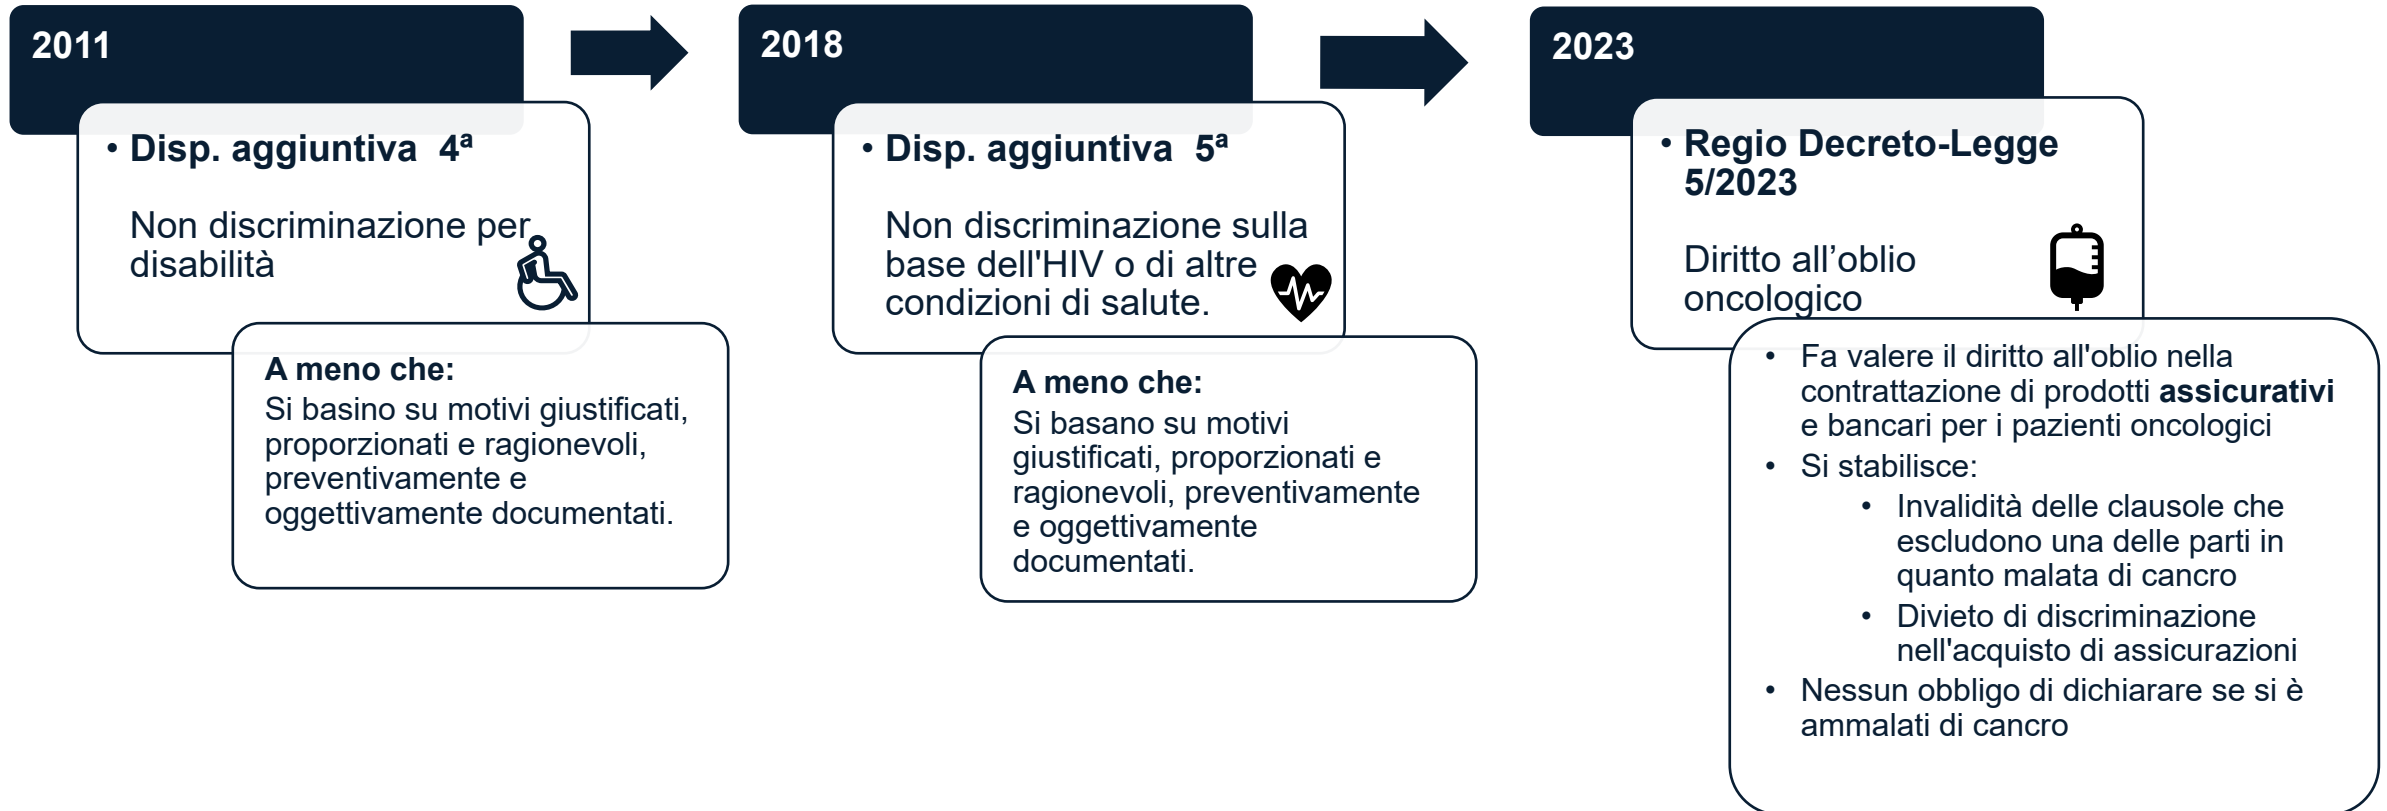 2011
• Disp. aggiuntiva 4ª
Non discriminazione per
disabilità
A meno che:
Si basino su motivi giustificati,
proporzionati e ragionevoli,
preventivamente e
oggettivamente documentati.
2018
• Disp. aggiuntiva 5ª
Non discriminazione sulla
base dell'HIV o di altre
condizioni di salute.
A meno che:
Si basano su motivi
giustificati, proporzionati e
ragionevoli, preventivamente
e oggettivamente
documentati.
2023
• Regio Decreto-Legge
5/2023
Diritto all’oblio
oncologico
• Fa valere il diritto all'oblio nella
contrattazione di prodotti assicurativi
e bancari per i pazienti oncologici
• Si stabilisce:
• Invalidità delle clausole che
escludono una delle parti in
quanto malata di cancro
• Divieto di discriminazione
nell'acquisto di assicurazioni
• Nessun obbligo di dichiarare se si è
ammalati di cancro